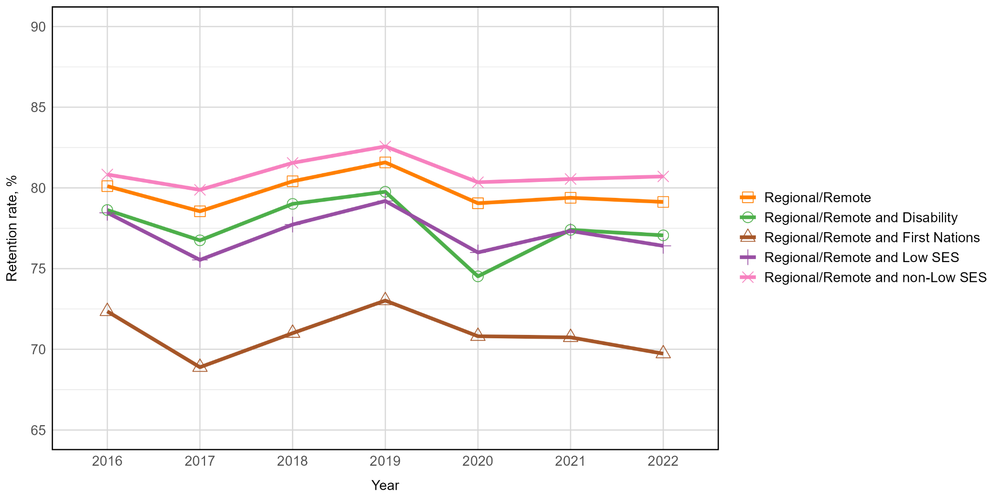 90
85
80
75
70
65
Retention rate, %
2016 2017 2018 2019 2020 2021 2022
Year
Regional/Remote
Regional/Remote and Disability
Regional/Remote and First Nations
Regional/Remote and Low SES
Regional/Remote and non-Low SES